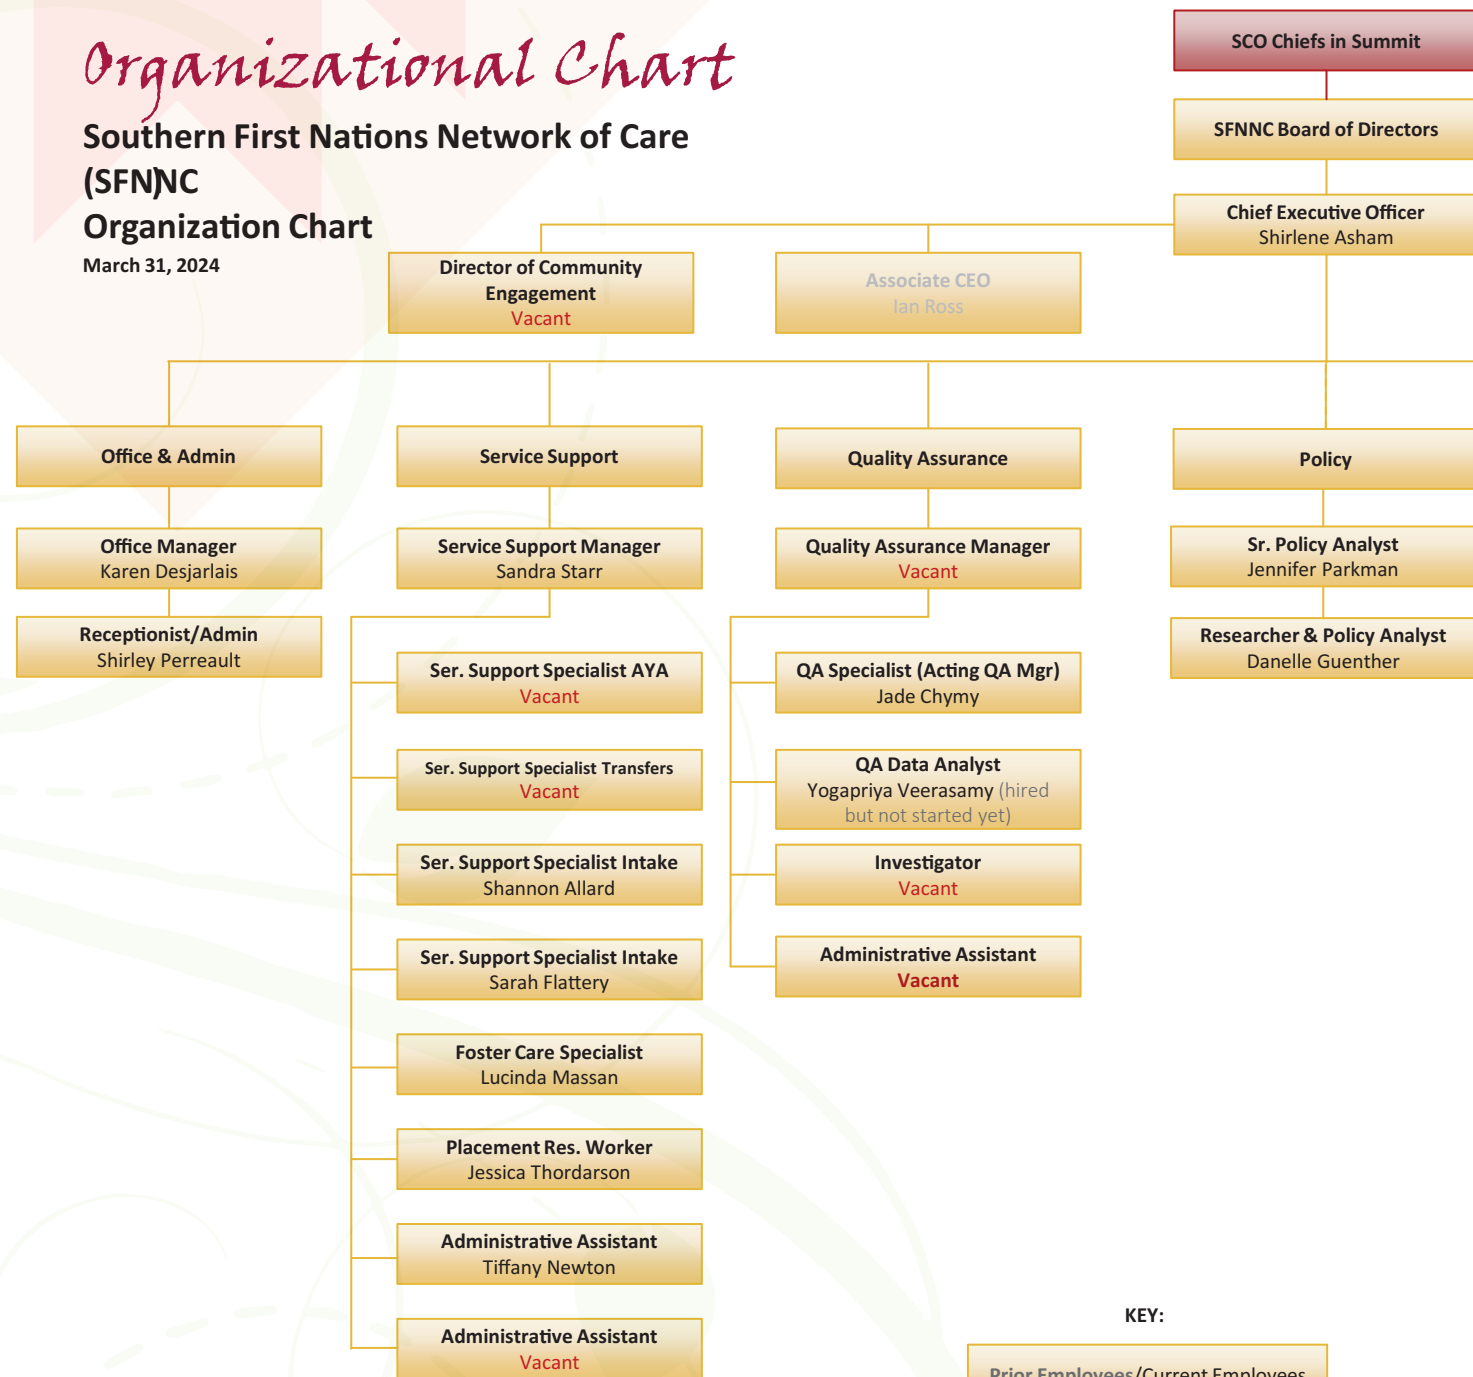 Organizational Chart
Southern First Nations Network of Care
(SFN)NC
Organization Chart
March 31, 2024
SCO Chiefs in Summit
SFNNC Board of Directors
Chief Executive Officer
Shirlene Asham
Director of Community
Engagement
Vacant
Associate CEO
Ian Ross
Office & Admin
Service Support
Quality Assurance
Policy
Office Manager
Karen Desjarlais
Receptionist/Admin
Shirley Perreault
Service Support Manager
Sandra Starr
Ser. Support Specialist AYA
Vacant
Ser. Support Specialist Transfers
Vacant
Ser. Support Specialist Intake
Shannon Allard
Ser. Support Specialist Intake
Sarah Flattery
Foster Care Specialist
Lucinda Massan
Placement Res. Worker
Jessica Thordarson
Administrative Assistant
Tiffany Newton
Administrative Assistant
Vacant
Quality Assurance Manager
Vacant
QA Specialist (Acting QA Mgr)
Jade Chymy
QA Data Analyst
Yogapriya Veerasamy (hired
but not started yet)
Investigator
Vacant
Administrative Assistant
Vacant
Sr. Policy Analyst
Jennifer Parkman
Researcher & Policy Analyst
Danelle Guenther
KEY:
Prior Employees/Current Employees